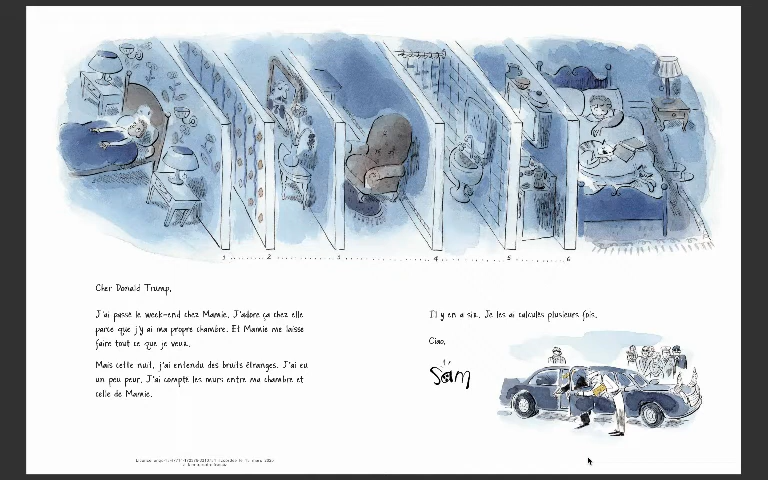 1 2 3 4 5 6
Cher Donald Trump,
J'ai passé le week-end chez Mamie. J'adore ça chez elle
parce que j'y ai ma propre chambre. Et Mamie me laisse
faire tout ce que je veux.
Mais cette nuit, j'ai entendu des bruits étranges. J'ai eu
un peu peur. J'ai compté les murs entre ma chambre et
celle de Mamie.
Il y en a six. Je les ai calculés plusieurs fois.
Ciao,
Sam